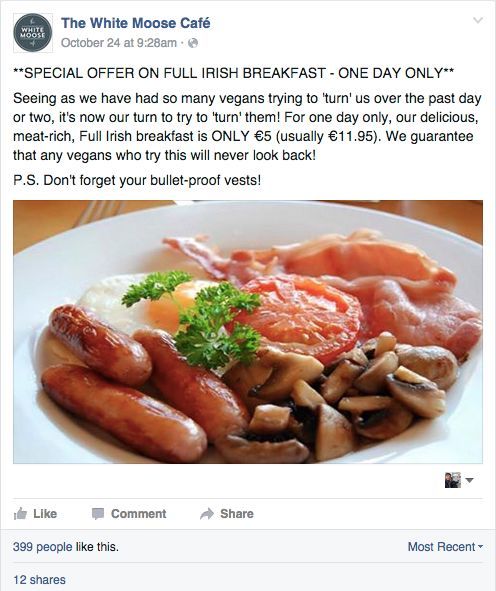 WHITE
MOOSE
The White Moose Café
October 24 at 9:28am ·
**SPECIAL OFFER ON FULL IRISH BREAKFAST - ONE DAY ONLY**
Seeing as we have had so many vegans trying to 'turn' us over the past day
or two, it's now our turn to try to 'turn' them! For one day only, our delicious,
meat-rich, Full Irish breakfast is ONLY €5 (usually €11.95). We guarantee
that any vegans who try this will never look back!
P.S. Don't forget your bullet-proof vests!
Like Comment Share
399 people like this. Most Recent
12 shares